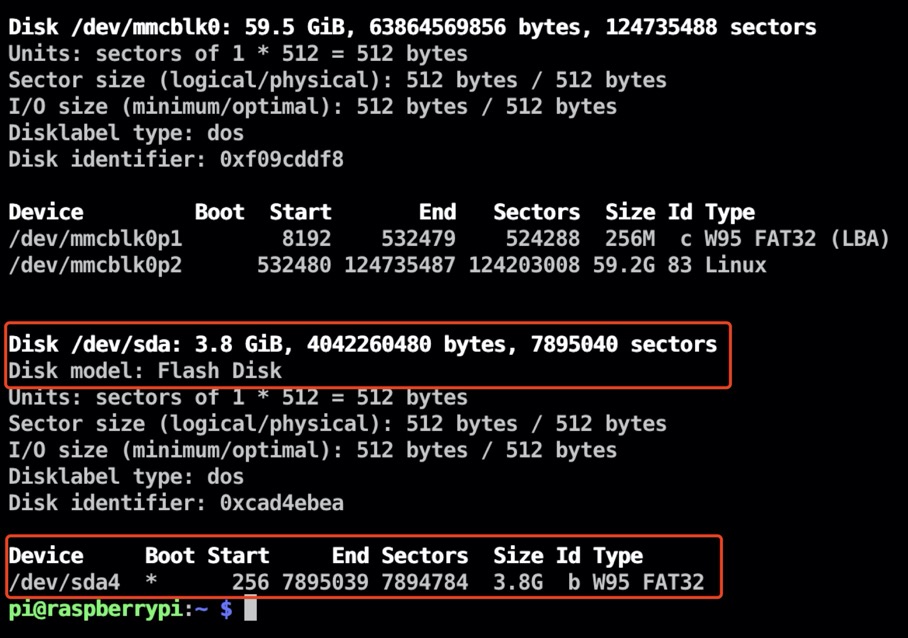 Disk /dev/mmcblk0: 59.5 GiB, 63864569856 bytes, 124735488 sectors
Units: sectors of 1 * 512 = 512 bytes
Sector size (logical/physical): 512 bytes / 512 bytes
I/O size (minimum/optimal): 512 bytes / 512 bytes
Disklabel type: dos
Disk identifier: 0xf09cddf8
Device         Boot  Start       End   Sectors  Size Id Type
/dev/mmcblk0p1        8192    532479    524288  256M  c W95 FAT32 (LBA)
/dev/mmcblk0p2      532480 124735487 124203008 59.2G 83 Linux
Disk /dev/sda: 3.8 GiB, 4042260480 bytes, 7895040 sectors
Disk model: Flash Disk
Units: sectors of 1 * 512 = 512 bytes
Sector size (logical/physical): 512 bytes / 512 bytes
I/O size (minimum/optimal): 512 bytes / 512 bytes
Disklabel type: dos
Disk identifier: 0xcad4ebea
Device     Boot Start     End Sectors  Size Id Type
/dev/sda4  *      256 7895039 7894784  3.8G  b W95 FAT32
pi@raspberrypi:~ $